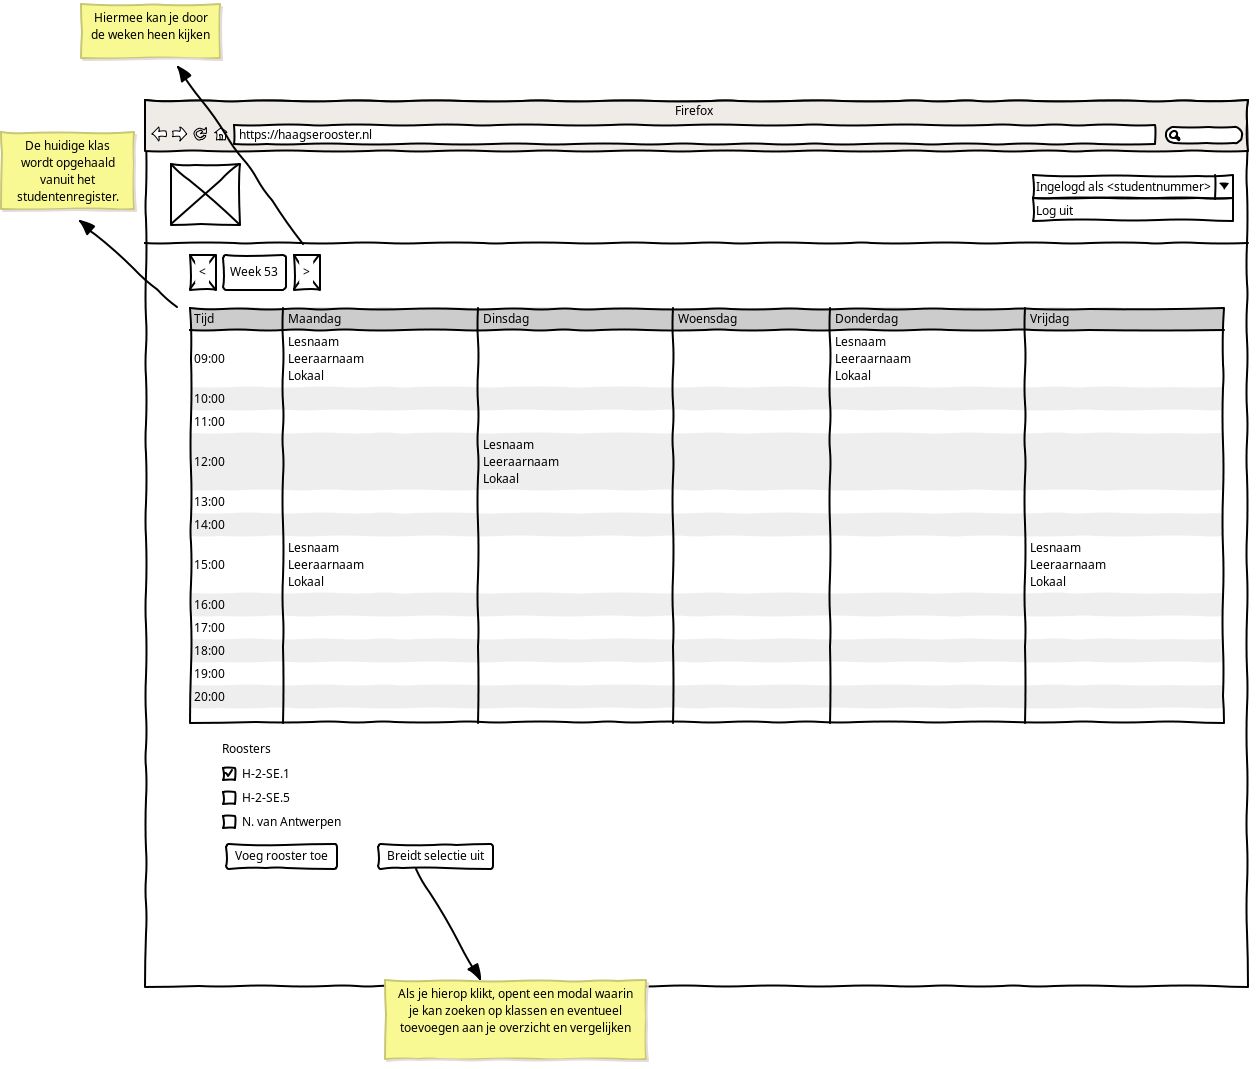 Hiermee kan je door
de weken heen kijken
Firefox
https://haagserooster.nl
De huidige klas
wordt opgehaald
vanuit het
studentenregister.
Ingelogd als <studentnummer>
Log uit
< Week 53 >
Tijd Maandag Dinsdag Woensdag Donderdag Vrijdag
09:00
Lesnaam
Leeraarnaam
Lokaal
Lesnaam
Leeraarnaam
Lokaal
10:00
11:00
12:00
Lesnaam
Leeraarnaam
Lokaal
13:00
14:00
15:00
Lesnaam
Leeraarnaam
Lokaal
Lesnaam
Leeraarnaam
Lokaal
16:00
17:00
18:00
19:00
20:00
Roosters
H-2-SE.1
H-2-SE.5
N. van Antwerpen
Voeg rooster toe Breidt selectie uit
Als je hierop klikt, opent een modal waarin
je kan zoeken op klassen en eventueel
toevoegen aan je overzicht en vergelijken